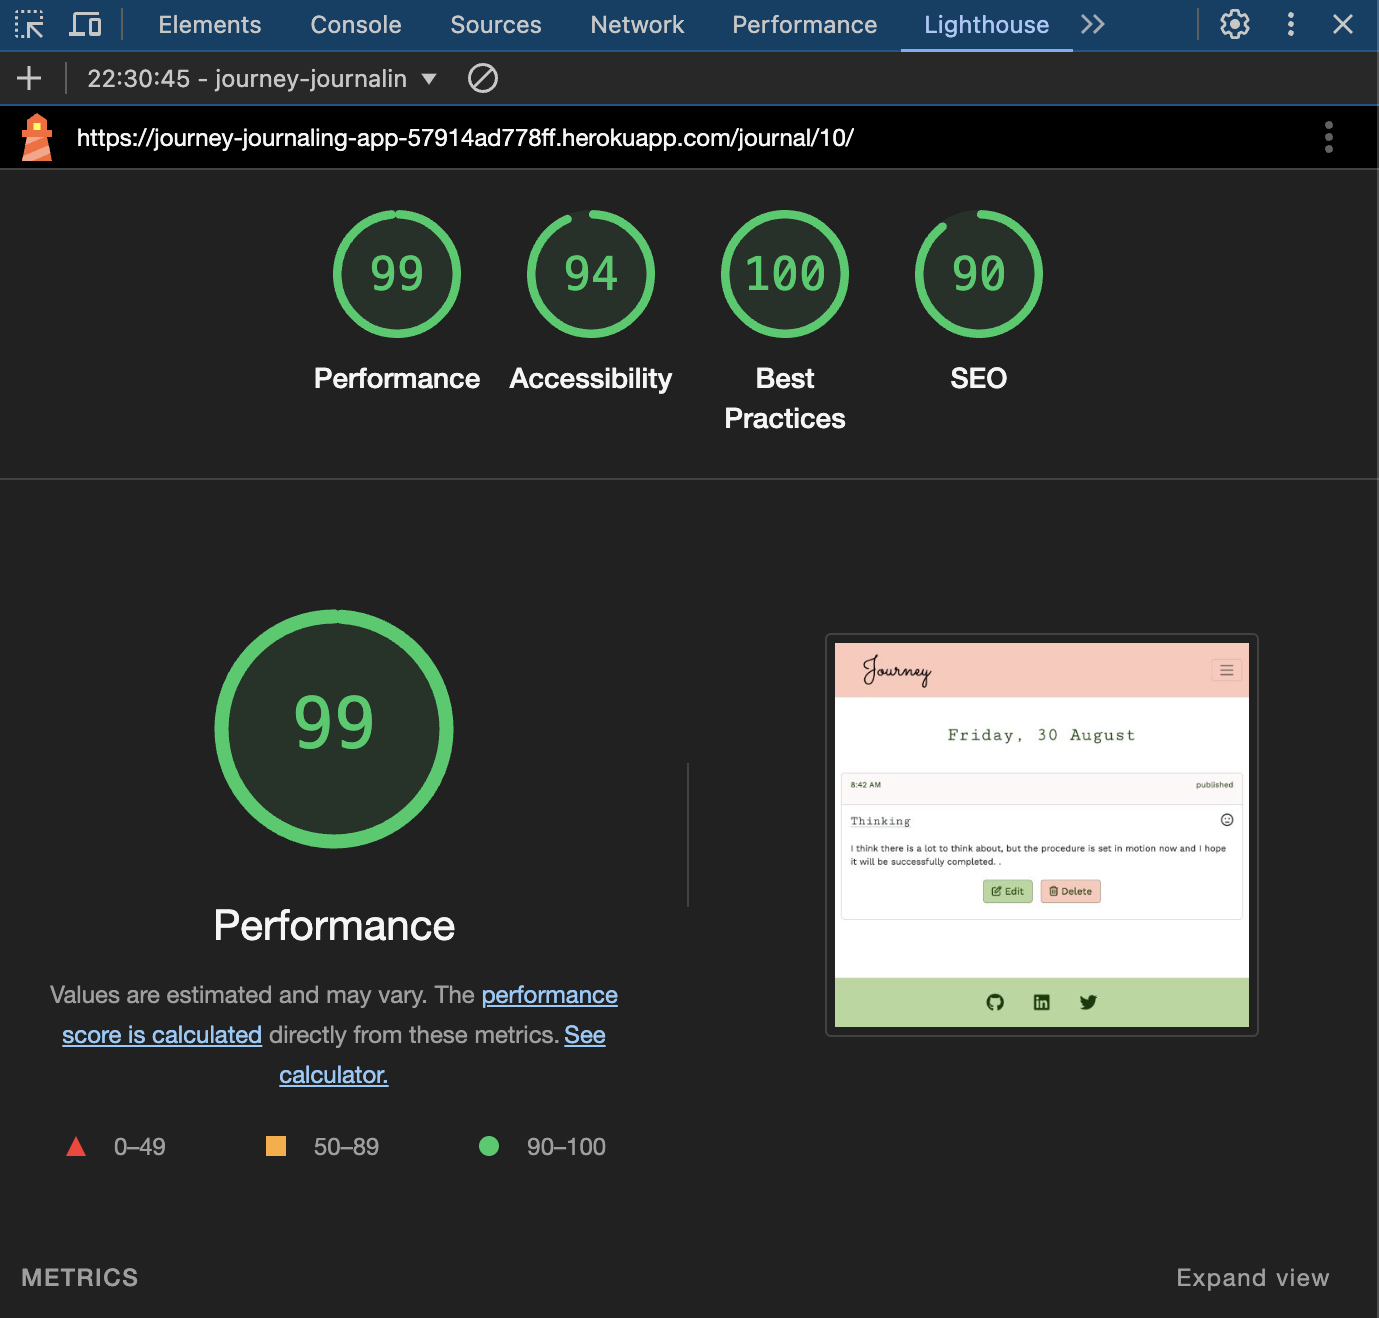 Elements Console Sources Network Performance Lighthouse
22:30:45 - journey-journalin
https://journey-journaling-app-57914ad778ff.herokuapp.com/journal/10/
99 94 100 90
Performance Accessibility Best Practices SEO
99
Performance
Values are estimated and may vary. The performance
score is calculated directly from these metrics. See
calculator.
0–49 50–89 90–100
Journey
Friday, 30 August
8:42 AM published
Thinking
I think there is a lot to think about, but the procedure is set in motion now and I hope
it will be successfully completed. .
Edit Delete
METRICS Expand view